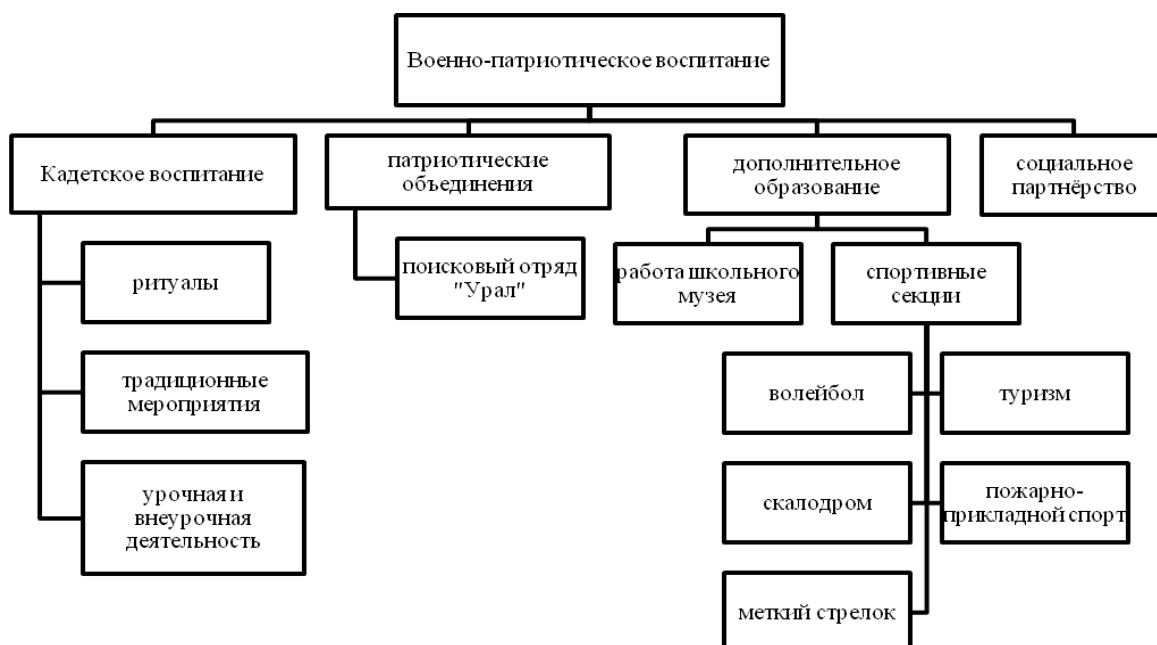 Военно-патриотическое воспитание
Кадетское воспитание
патриотические
объединения
дополнительное
образование
социальное
партнёрство
ритуалы
поисковый отряд
"Урал"
работа школьного
музея
спортивные
секции
традиционные
мероприятия
волейбол
туризм
урочная и
внеурочная
деятельность
скалодром
пожарно-
прикладной спорт
меткий стрелок